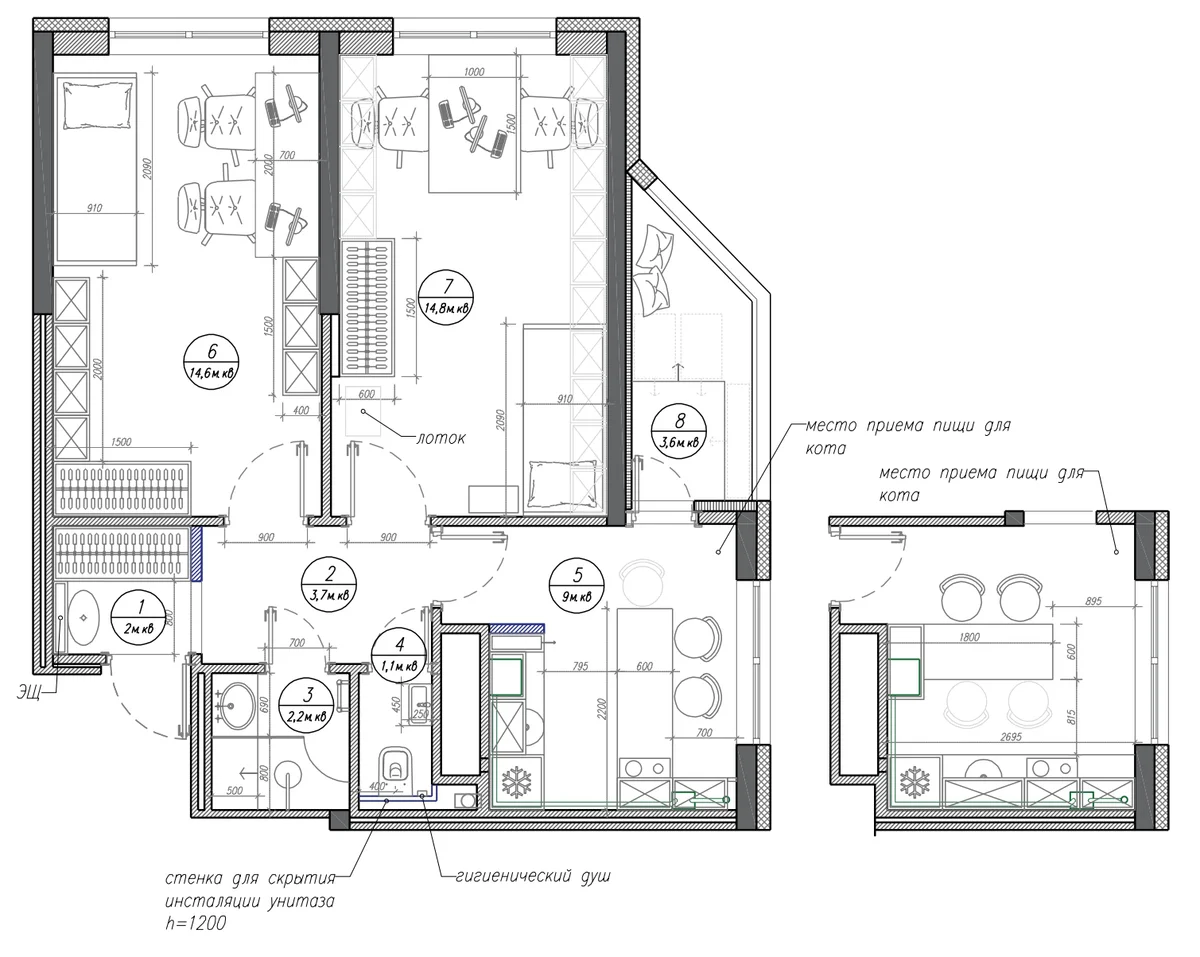 1000
2090
1500
2000
700
910
7
14,8м кв
1500
1500
6
14,6м кв
2000
600
910
400
2090
8
3,6м кв
лоток
1500
место приема пищи для
кота
место приема пищи для
кота
900
900
2
3,7м кв
5
9м кв
1
2м кв
800
895
700
4
1,1м кв
1800
600
795
600
ЭЩ
3
2,2м кв
690
450
250
2200
815
700
2695
800
500
400
стенка для скрытия
инсталяции унитаза
h=1200
гигиенический душ